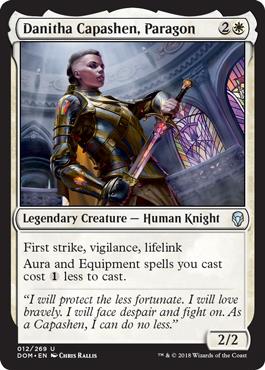 Danitha Capashen, Paragon 2
Legendary Creature — Human Knight
First strike, vigilance, lifelink
Aura and Equipment spells you cast
cost 1 less to cast.
“I will protect the less fortunate. I will love
bravely. I will face despair and fight on. As
a Capashen, I can do no less.”
2/2
012/269 U
DOM • EN Chris Rallis
™ & © 2018 Wizards of the Coast